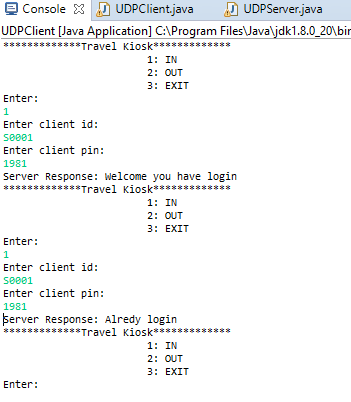 Console UDPClient.java UDPServer.java
UDPClient [Java Application] C:\Program Files\Java\jdk1.8.0_20\bin
*************Travel Kiosk*************
1: IN
2: OUT
3: EXIT
Enter:
1
Enter client id:
S0001
Enter client pin:
1981
Server Response: Welcome you have login
*************Travel Kiosk*************
1: IN
2: OUT
3: EXIT
Enter:
1
Enter client id:
S0001
Enter client pin:
1981
Server Response: Alredy login
*************Travel Kiosk*************
1: IN
2: OUT
3: EXIT
Enter: